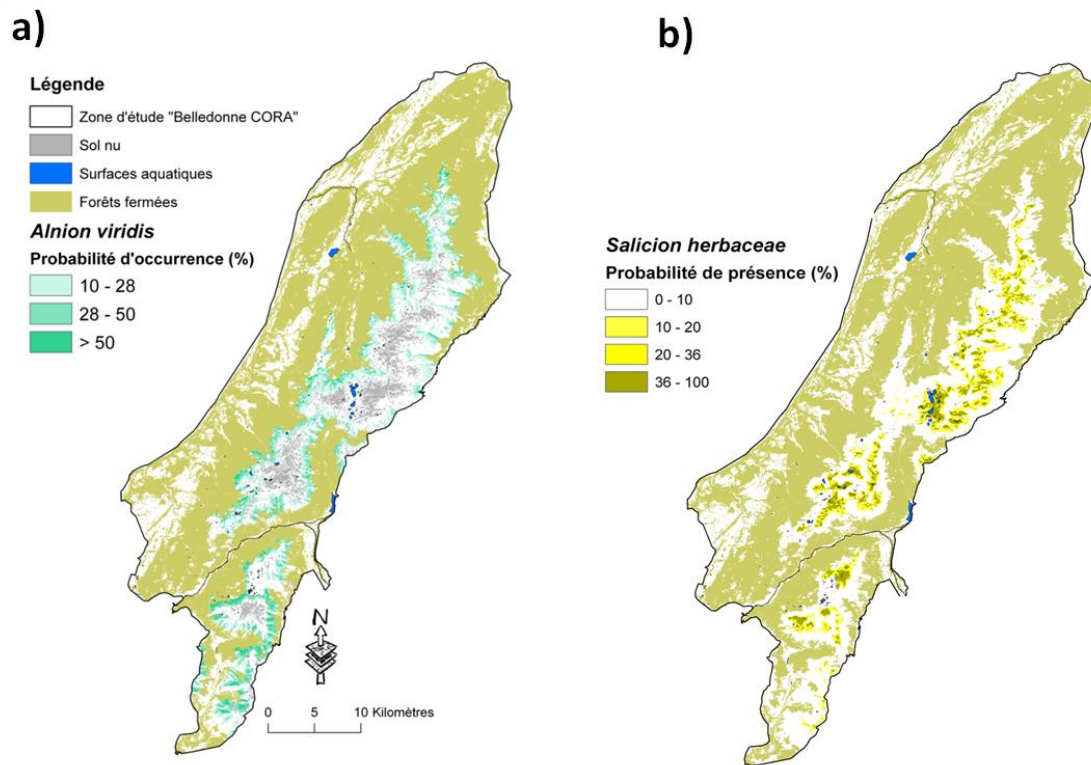 a)
Légende
Zone d'étude "Belledonne CORA"
Sol nu
Surfaces aquatiques
Forêts fermées
Alnion viridis
Probabilité d'occurrence (%)
10 - 28
28 - 50
> 50
N
0 5 10 Kilomètres
b)
Salicion herbaceae
Probabilité de présence (%)
0 - 10
10 - 20
20 - 36
36 - 100